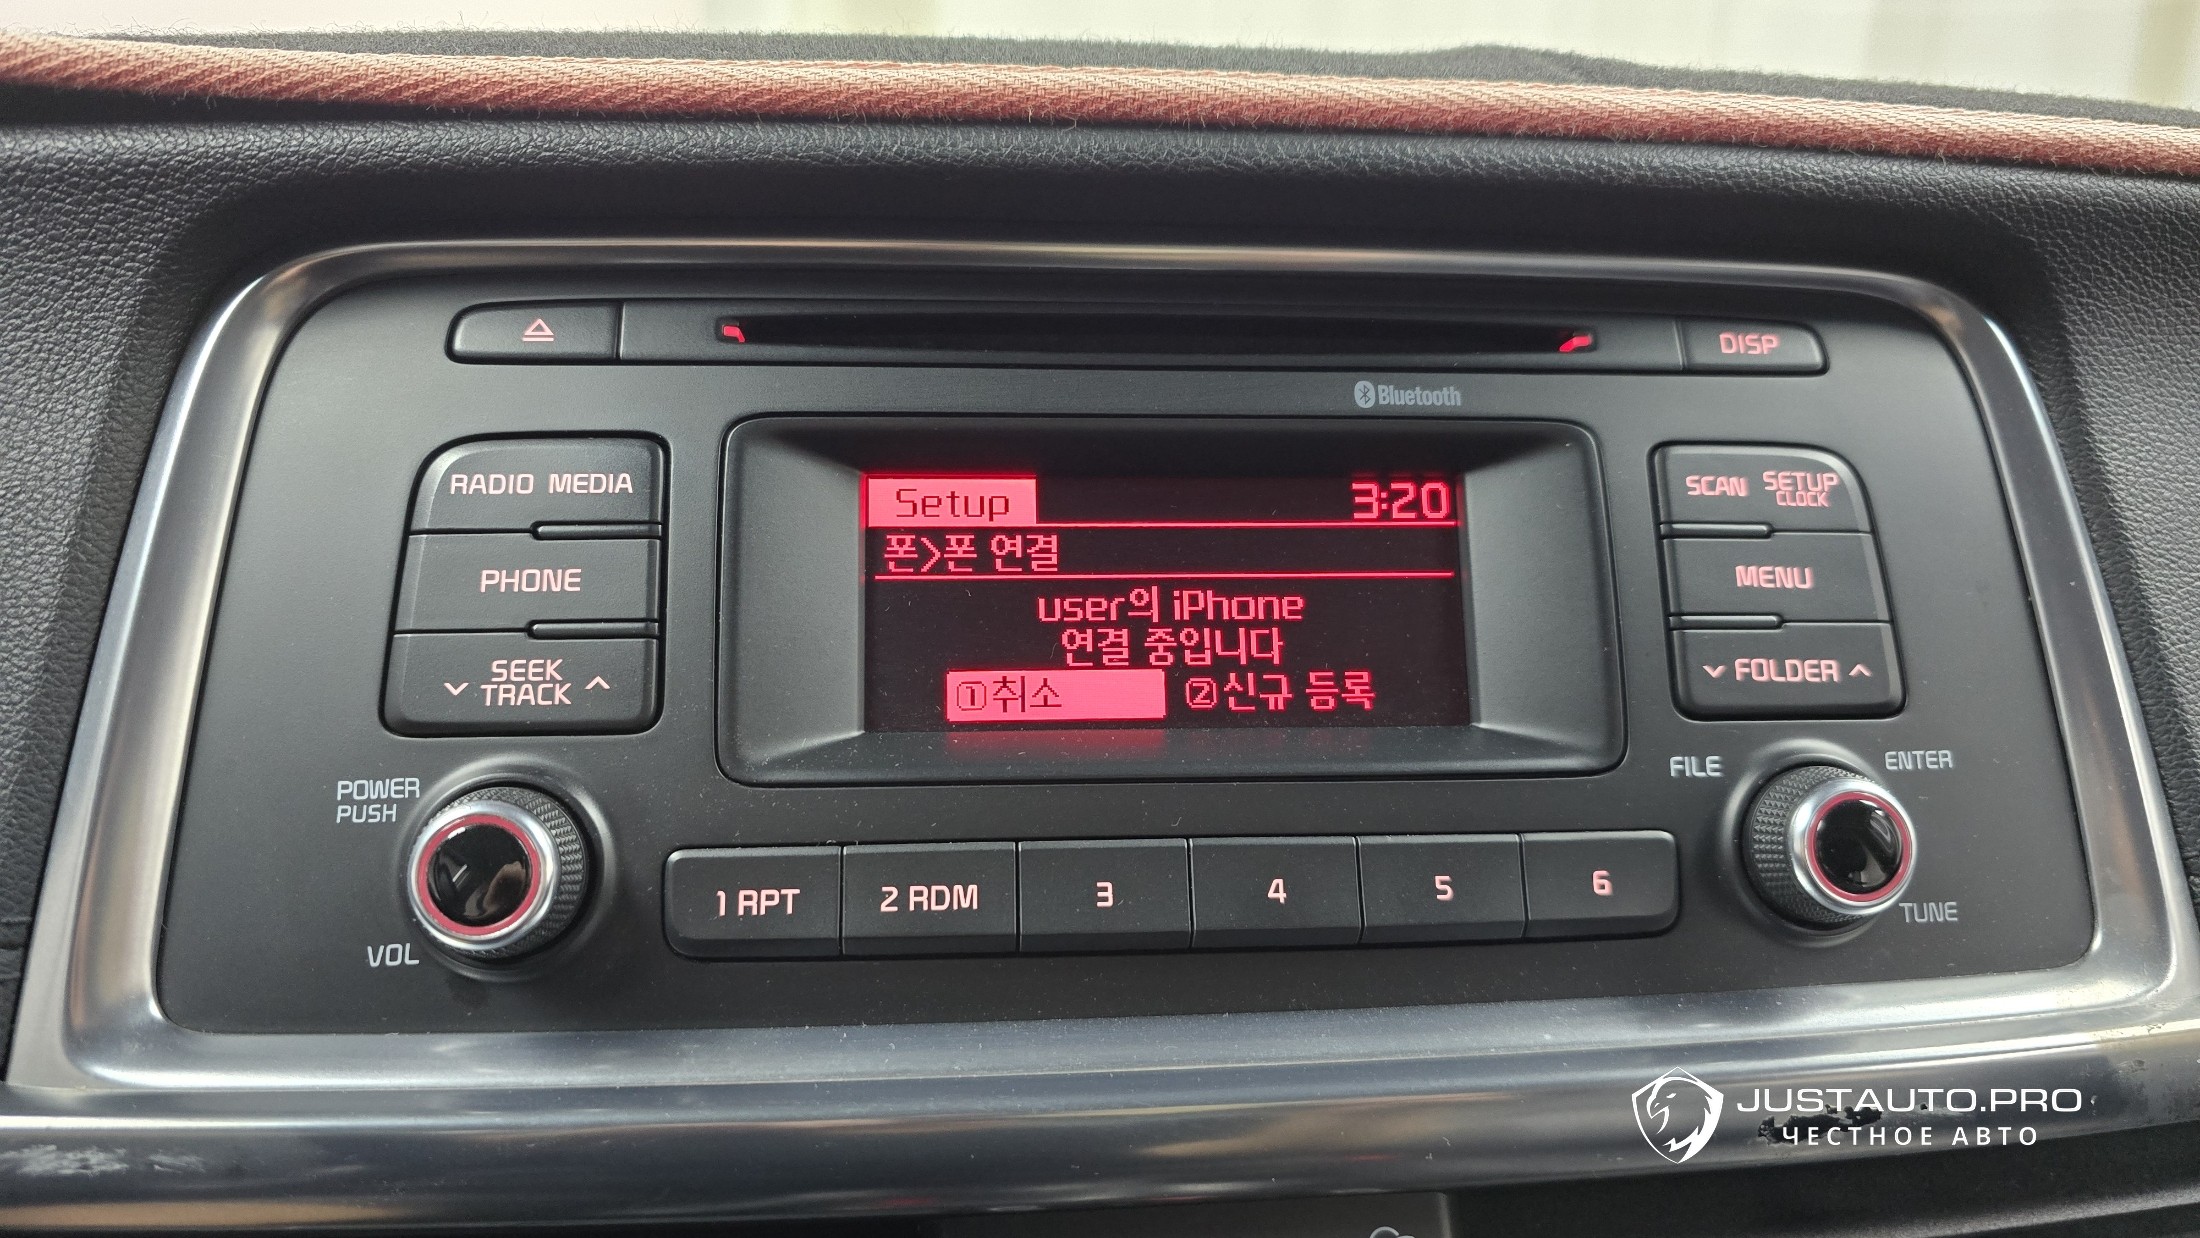 DISP
Bluetooth
RADIO MEDIA
PHONE
SEEK
TRACK
Setup 3:20
폰>폰 연결
user의 iPhone
연결 중입니다
①취소 ②신규 등록
SCAN SETUP
CLOCK
MENU
FOLDER
POWER
PUSH
VOL
1 RPT 2 RDM 3 4 5 6
FILE ENTER
TUNE
JUSTAUTO.PRO
ЧЕСТНОЕ АВТО